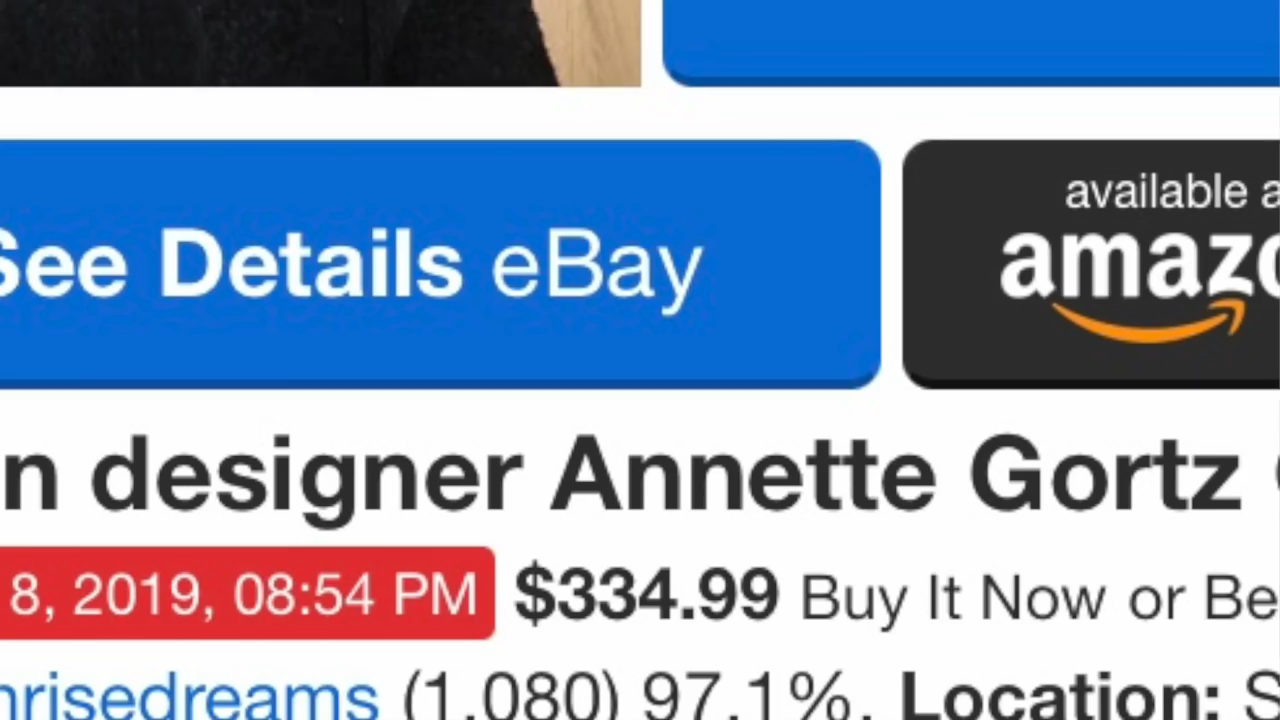 See Details eBay
available a
amazo
n designer Annette Gortz
8, 2019, 08:54 PM $334.99 Buy It Now or Be
nrisedreams (1,080) 97.1%, Location: S